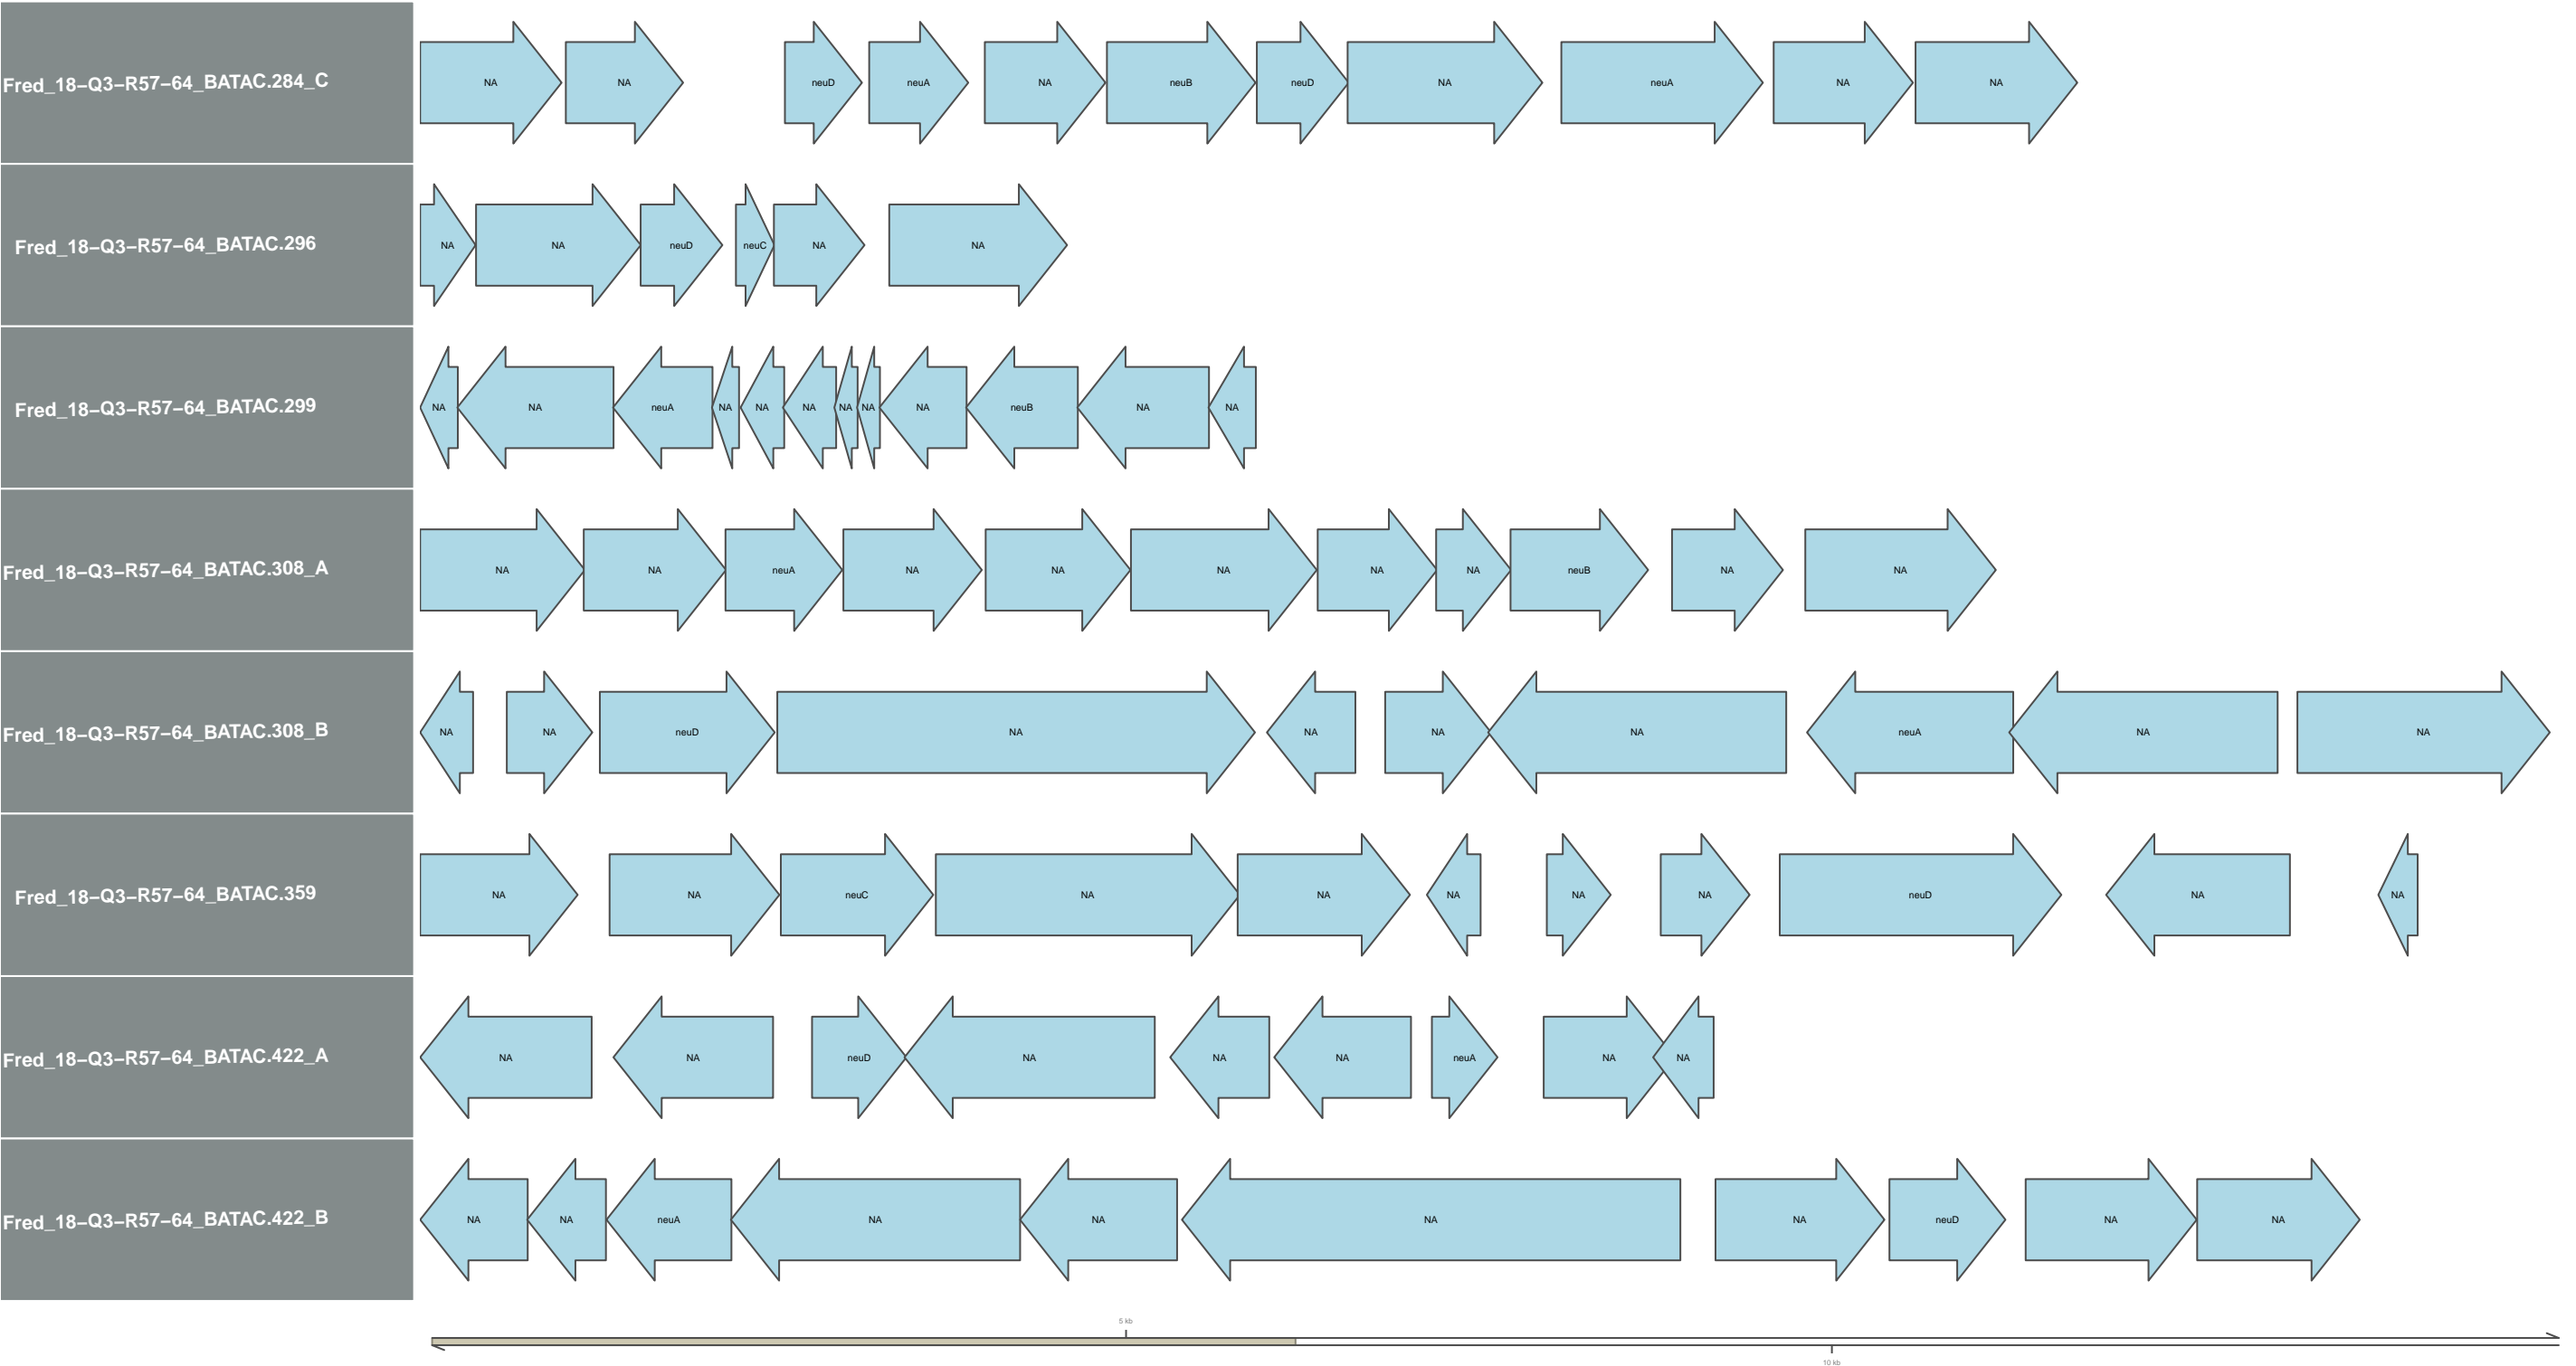 Fred_18-Q3-R57-64_BATAC.284_C NA NA neuD neuA NA neuB neuD NA neuA NA NA
Fred_18-Q3-R57-64_BATAC.296 NA NA neuD neuC NA NA
Fred_18-Q3-R57-64_BATAC.299 NA NA neuA NA NA NA NA NA NA neuB NA NA
Fred_18-Q3-R57-64_BATAC.308_A NA NA neuA NA NA NA NA NA neuB NA NA
Fred_18-Q3-R57-64_BATAC.308_B NA NA neuD NA NA NA NA neuA NA NA
Fred_18-Q3-R57-64_BATAC.359 NA NA neuC NA NA NA NA NA neuD NA NA
Fred_18-Q3-R57-64_BATAC.422_A NA NA neuD NA NA NA neuA NA NA
Fred_18-Q3-R57-64_BATAC.422_B NA NA neuA NA NA NA NA neuD NA NA
5 kb
10 kb